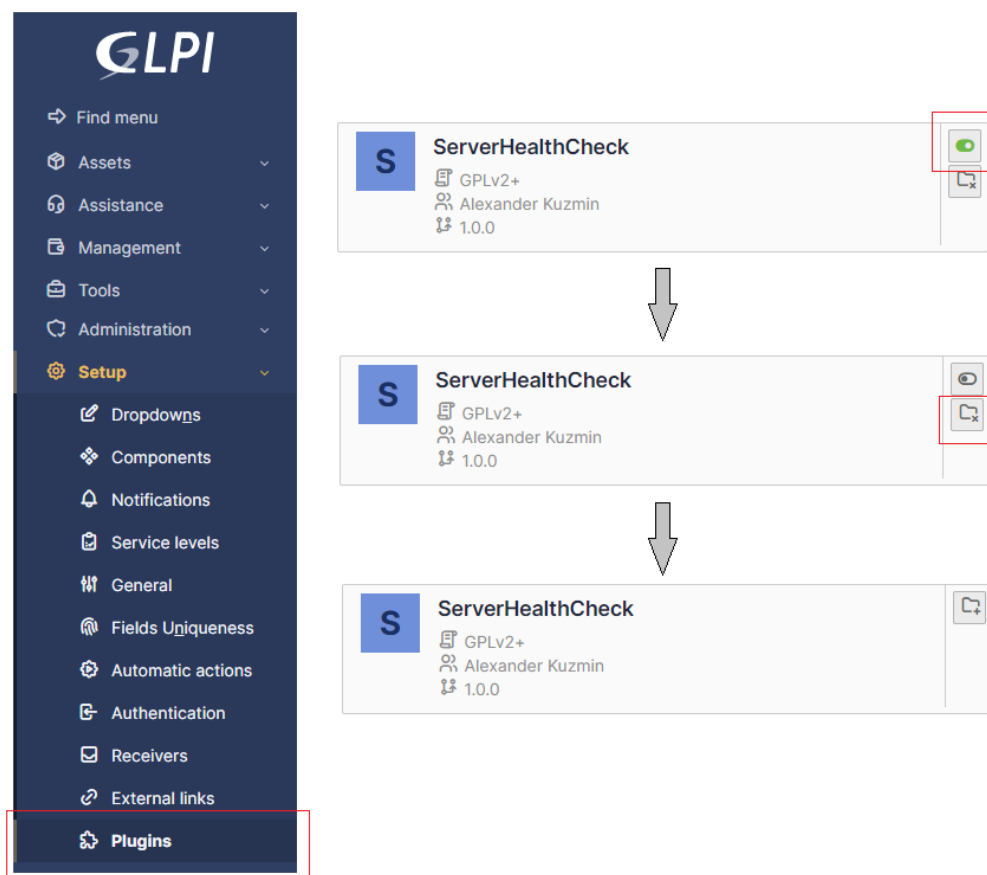 GLPI
Find menu
Assets
Assistance
Management
Tools
Administration
Setup
Dropdowns
Components
Notifications
Service levels
General
Fields Uniqueness
Automatic actions
Authentication
Receivers
External links
Plugins
S
ServerHealthCheck
GPLv2+
Alexander Kuzmin
1.0.0
S
ServerHealthCheck
GPLv2+
Alexander Kuzmin
1.0.0
S
ServerHealthCheck
GPLv2+
Alexander Kuzmin
1.0.0